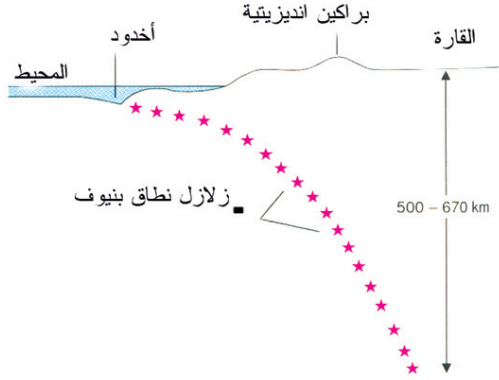 براكين انديزيتية
أخدود
القارة
المحيط
زلازل نطاق بنيوف
500 – 670 km